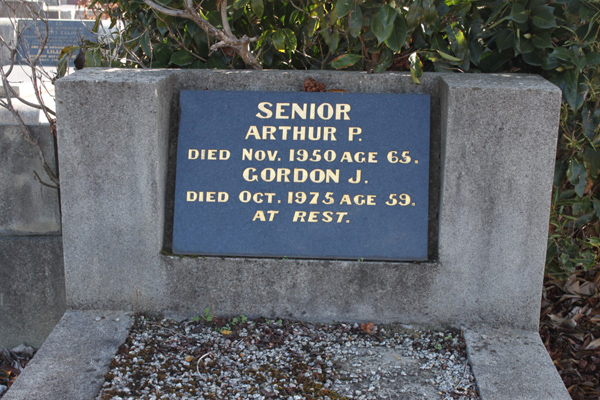 SENIOR
ARTHUR P.
DIED NOV. 1950 AGE 65.
GORDON J.
DIED OCT. 1975 AGE 59.
AT REST.